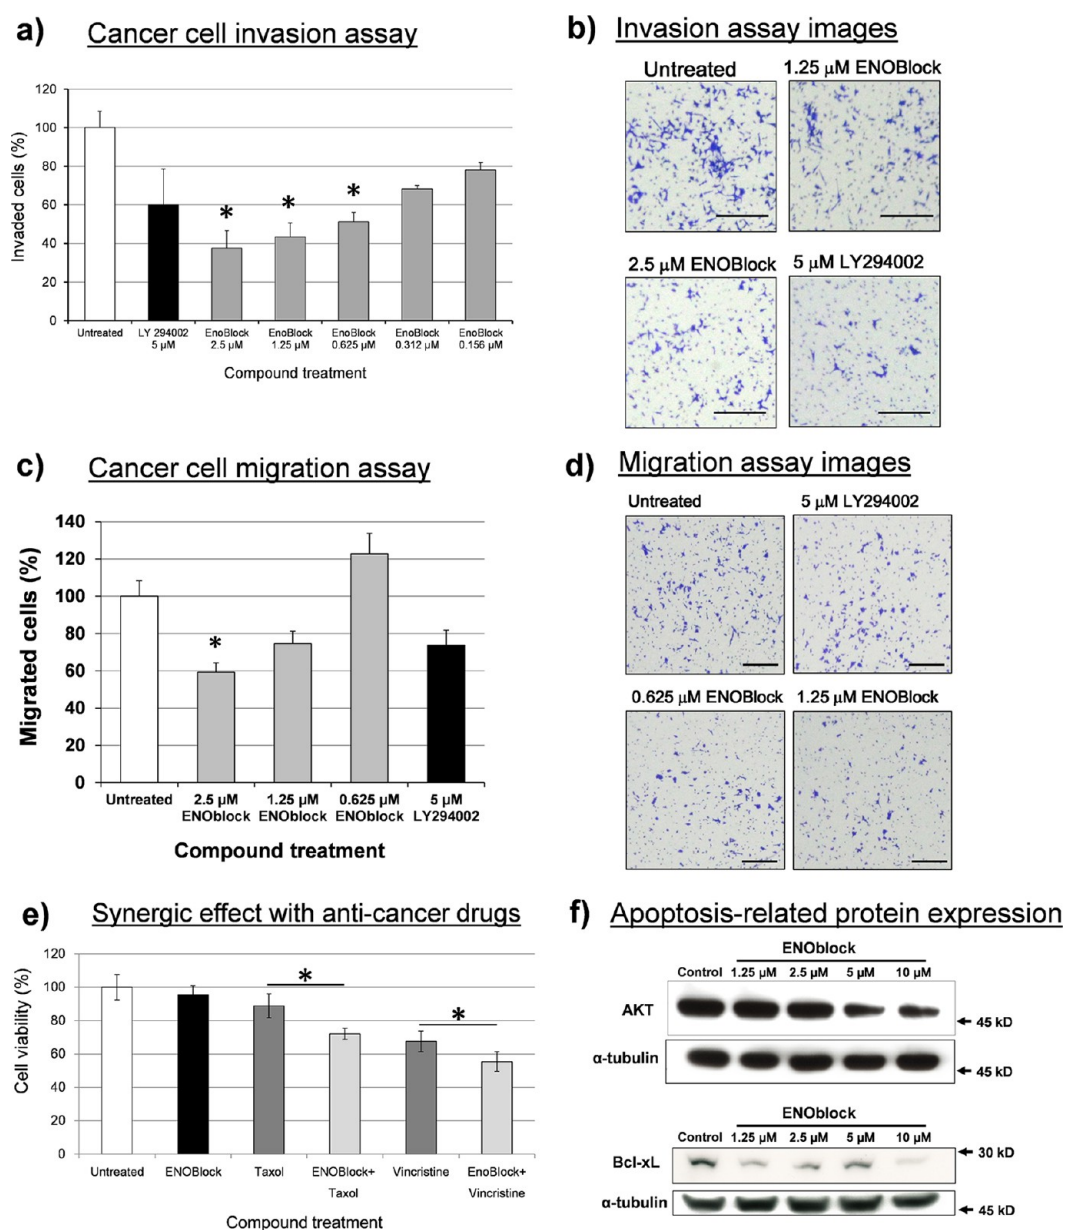 a) Cancer cell invasion assay
Invaded cells (%)
120
100
80
60
40
20
0
* * *
Untreated LY 294002 EnoBlock EnoBlock EnoBlock EnoBlock EnoBlock
5 µM 2.5 µM 1.25 µM 0.625 µM 0.312 µM 0.156 µM
Compound treatment
b) Invasion assay images
Untreated 1.25 µM ENOBlock
2.5 µM ENOBlock 5 µM LY294002
c) Cancer cell migration assay
Migrated cells (%)
140
120
100
80
60
40
20
0
*
Untreated 2.5 µM 1.25 µM 0.625 µM 5 µM
ENOblock ENOblock ENOblock LY294002
Compound treatment
d) Migration assay images
Untreated 5 µM LY294002
0.625 µM ENOBlock 1.25 µM ENOBlock
e) Synergic effect with anti-cancer drugs
Cell viability (%)
120
100
80
60
40
20
0
* *
Untreated ENOBlock Taxol ENOBlock+ Vincristine EnoBlock+
Taxol Vincristine
Compound treatment
f) Apoptosis-related protein expression
ENOblock
Control 1.25 µM 2.5 µM 5 µM 10 µM
AKT
45 kD
α-tubulin
45 kD
ENOblock
Control 1.25 µM 2.5 µM 5 µM 10 µM
30 kD
Bcl-xL
α-tubulin
45 kD